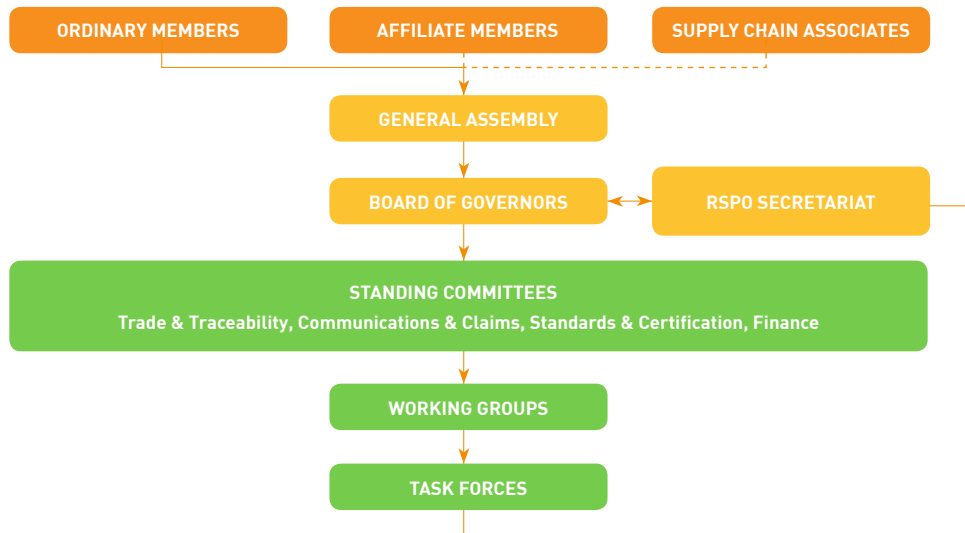 ORDINARY MEMBERS
AFFILIATE MEMBERS
SUPPLY CHAIN ASSOCIATES
GENERAL ASSEMBLY
BOARD OF GOVERNORS
RSPO SECRETARIAT
STANDING COMMITTEES
Trade & Traceability, Communications & Claims, Standards & Certification, Finance
WORKING GROUPS
TASK FORCES